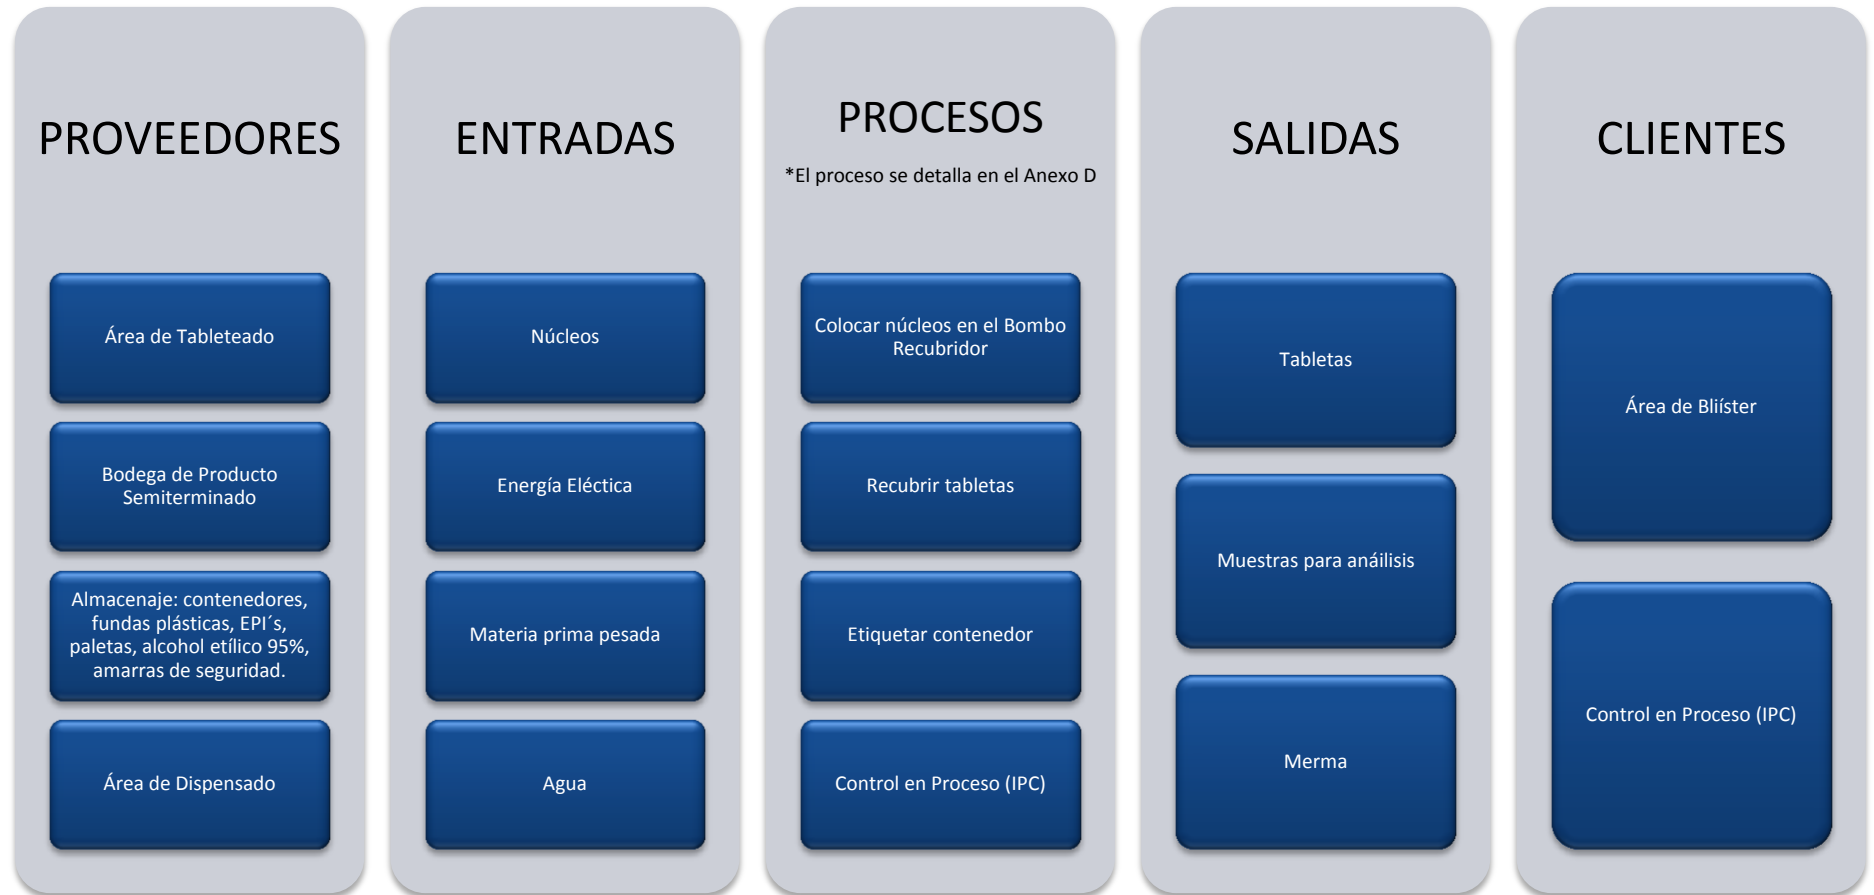 PROVEEDORES
Área de Tableteado
Bodega de Producto
Semiterminado
Almacenaje: contenedores,
fundas plásticas, EPI´s,
paletas, alcohol etílico 95%,
amarras de seguridad.
Área de Dispensado
ENTRADAS
Núcleos
Energía Eléctica
Materia prima pesada
Agua
PROCESOS
*El proceso se detalla en el Anexo D
Colocar núcleos en el Bombo
Recubridor
Recubrir tabletas
Etiquetar contenedor
Control en Proceso (IPC)
SALIDAS
Tabletas
Muestras para anáilisis
Merma
CLIENTES
Área de Bliíster
Control en Proceso (IPC)